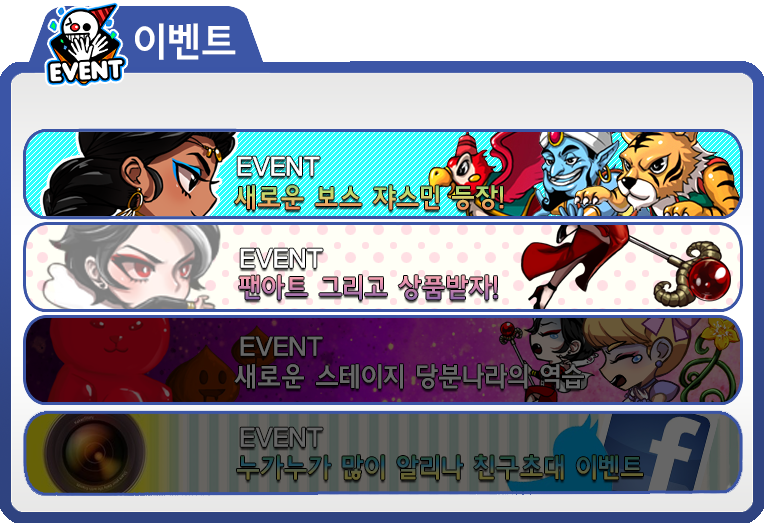 EVENT
이벤트
EVENT
새로운 보스 쟈스민 등장!
EVENT
팬아트 그리고 상품받자!
EVENT
새로운 스테이지 당분나라의 역습
EVENT
누가누가 많이 알리나 친구초대 이벤트
f